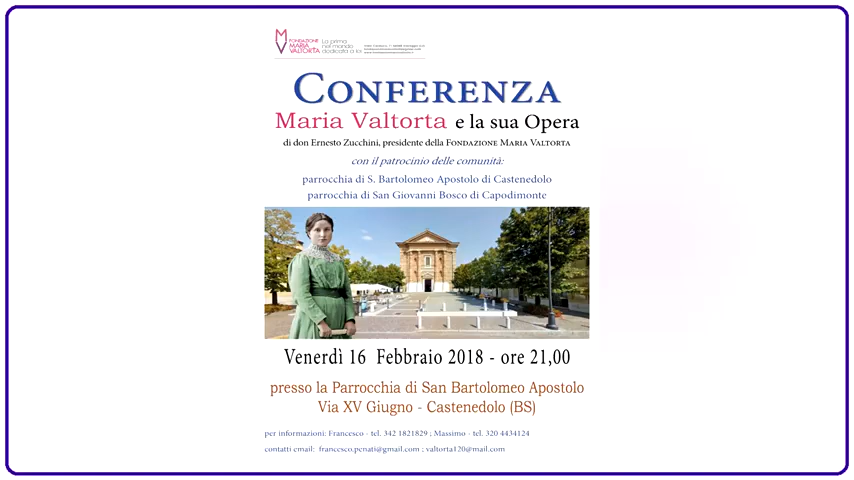 FONDAZIONE
MARIA
VALTORTA
La prima
nel mondo
dedicata a lei
CONFERENZA
Maria Valtorta e la sua Opera
di don Ernesto Zucchini, presidente della FONDAZIONE MARIA VALTORTA
con il patrocinio delle comunità:
parrocchia di S. Bartolomeo Apostolo di Castenedolo
parrocchia di San Giovanni Bosco di Capodimonte
Venerdì 16 Febbraio 2018 - ore 21,00
presso la Parrocchia di San Bartolomeo Apostolo
Via XV Giugno - Castenedolo (BS)
per informazioni: Francesco - tel. 342 1821829 ; Massimo - tel. 320 4434124
contatti email: francesco.penati@gmail.com ; valtorta120@mail.com